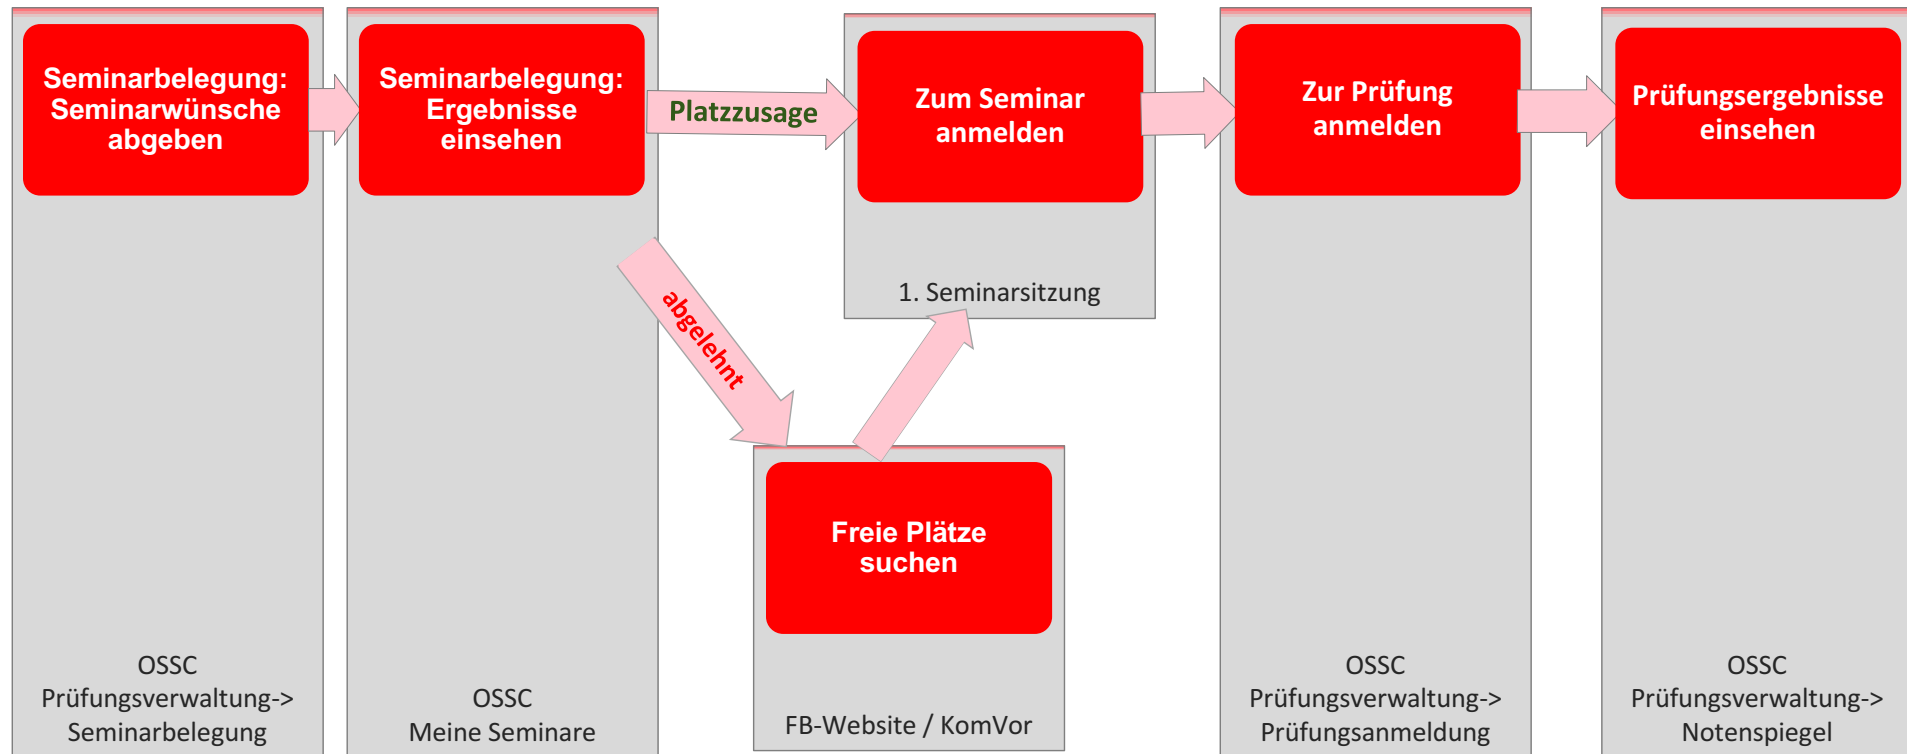 Seminarbelegung:
Seminarwünsche
abgeben
OSSC
Prüfungsverwaltung->
Seminarbelegung
Seminarbelegung:
Ergebnisse
einsehen
OSSC
Meine Seminare
Platzzusage
abgelehnt
Zum Seminar
anmelden
1. Seminarsitzung
Freie Plätze
suchen
FB-Website / KomVor
Zur Prüfung
anmelden
OSSC
Prüfungsverwaltung->
Prüfungsanmeldung
Prüfungsergebnisse
einsehen
OSSC
Prüfungsverwaltung->
Notenspiegel